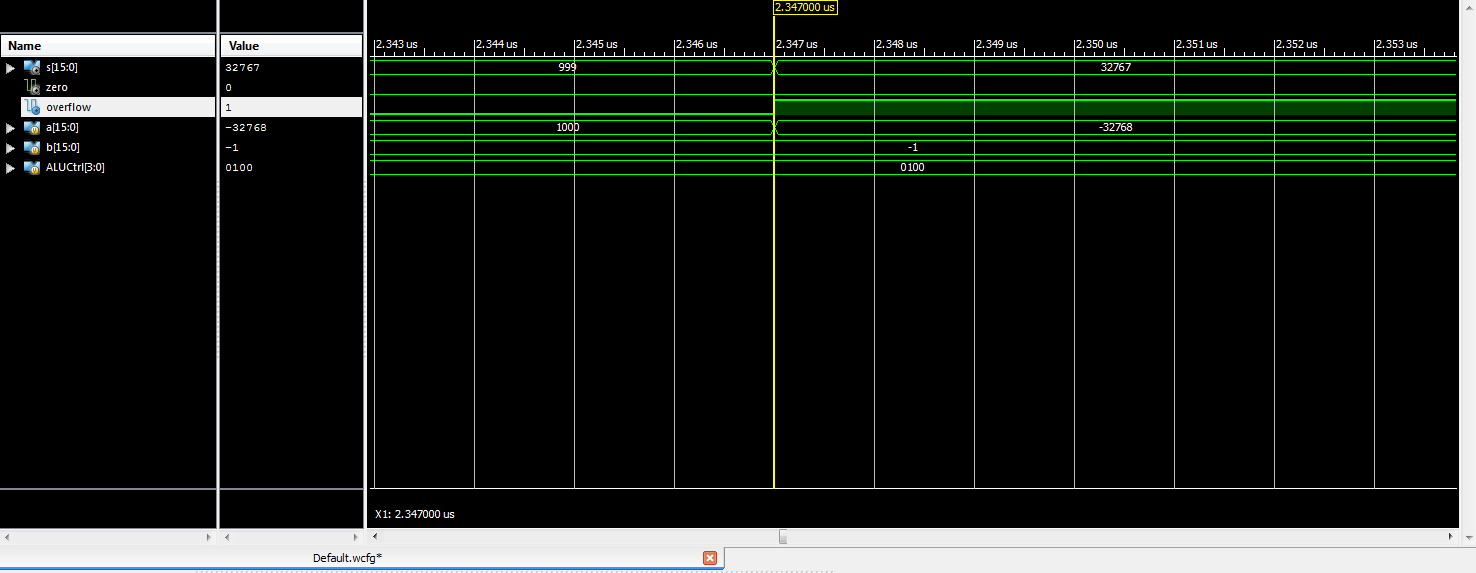 2.347000 us
Name Value
2.343 us 2.344 us 2.345 us 2.346 us 2.347 us 2.348 us 2.349 us 2.350 us 2.351 us 2.352 us 2.353 us
s[15:0] 32767 999 32767
zero 0
overflow 1
a[15:0] -32768 1000 -32768
b[15:0] -1 -1
ALUCtrl[3:0] 0100 0100
X1: 2.347000 us
Default.wcfg*